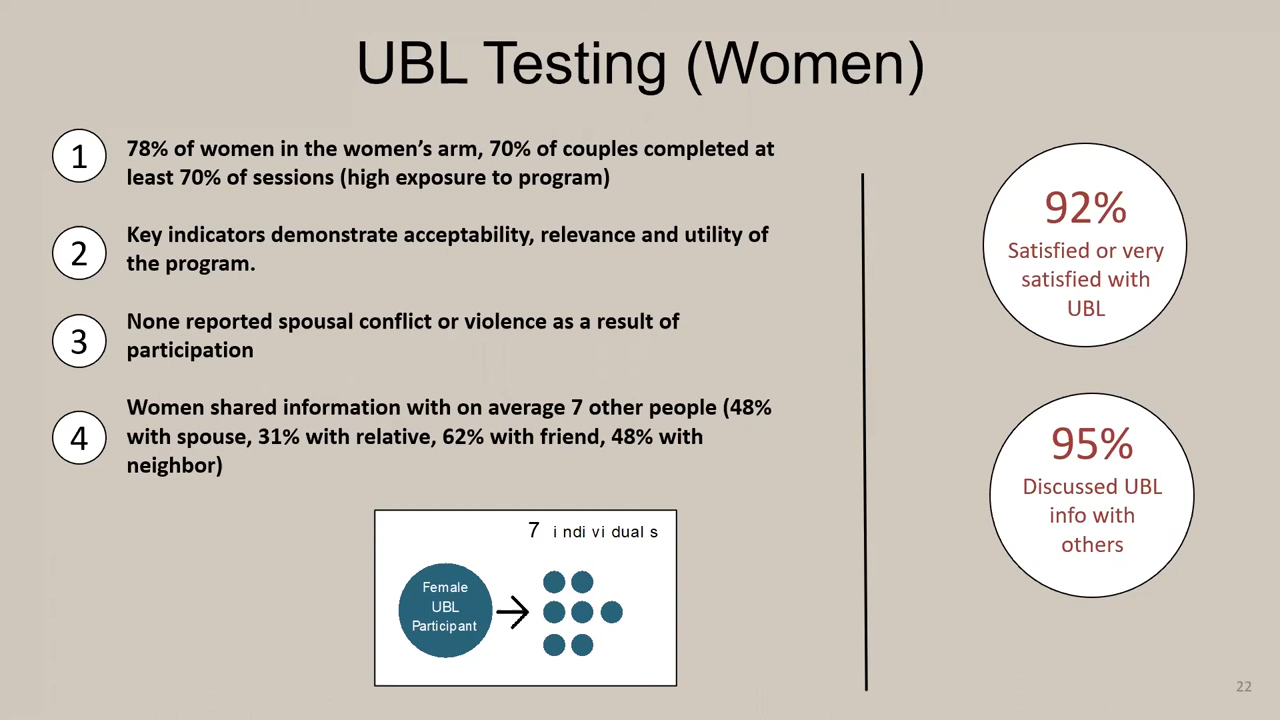 UBL Testing (Women)
1
78% of women in the women’s arm, 70% of couples completed at
least 70% of sessions (high exposure to program)
2
Key indicators demonstrate acceptability, relevance and utility of
the program.
3
None reported spousal conflict or violence as a result of
participation
4
Women shared information with on average 7 other people (48%
with spouse, 31% with relative, 62% with friend, 48% with
neighbor)
7 individuals
Female
UBL
Participant
92%
Satisfied or very
satisfied with
UBL
95%
Discussed UBL
info with
others
22